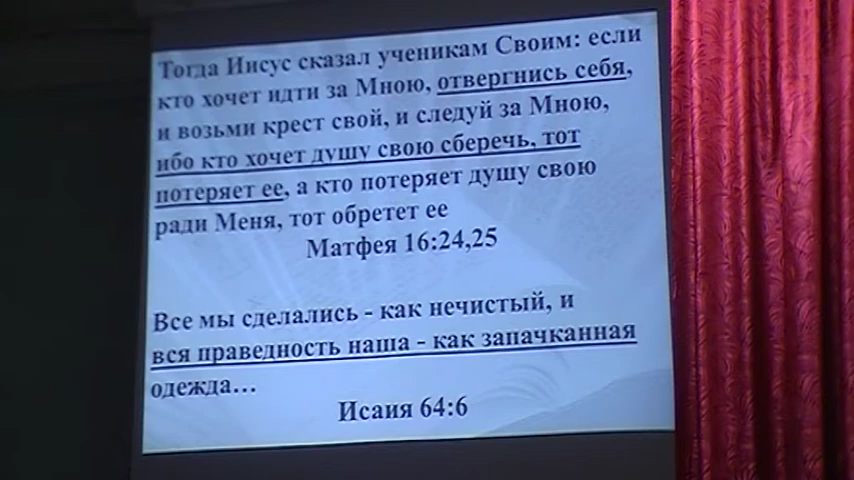 Тогда Иисус сказал ученикам Своим: если
кто хочет идти за Мною, отвергнись себя,
и возьми крест свой, и следуй за Мною,
ибо кто хочет душу свою сберечь, тот
потеряет ее, а кто потеряет душу свою
ради Меня, тот обретет ее
Матфея 16:24,25
Все мы сделались - как нечистый, и
вся праведность наша - как запачканная
одежда...
Исаия 64:6